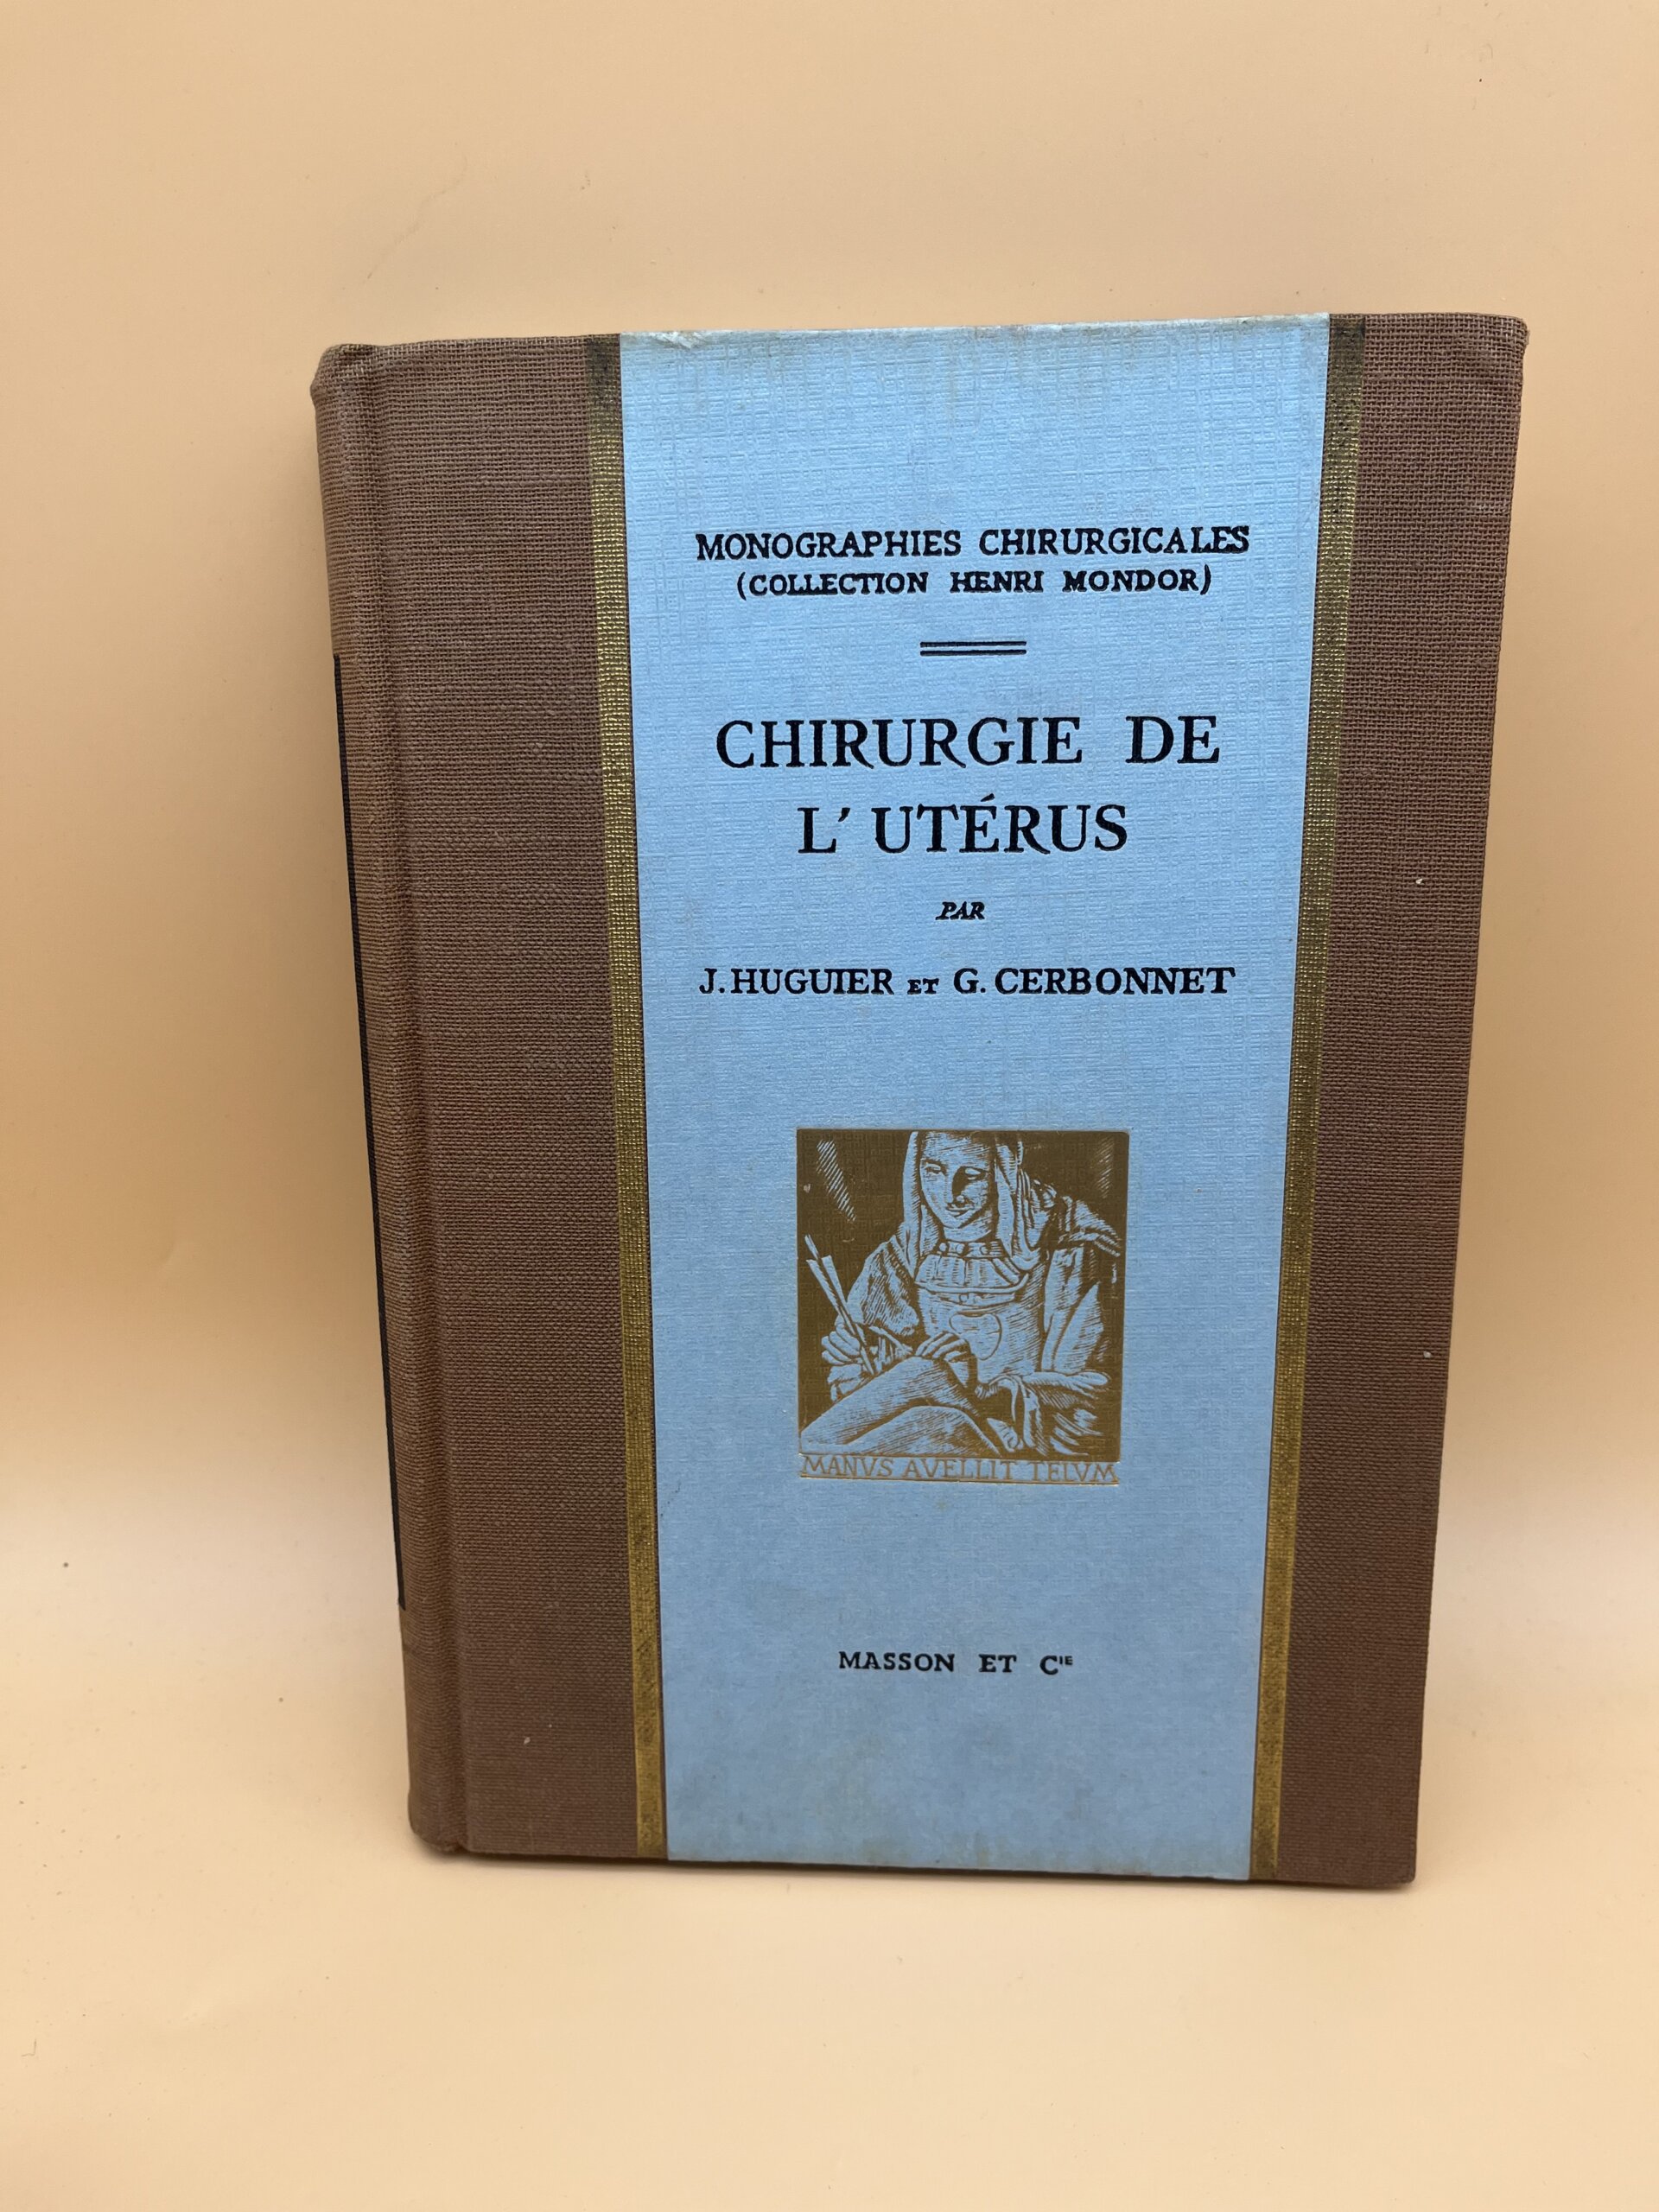 MONOGRAPHIES CHIRURGICALES
(COLLECTION HENRI MONDOR)
CHIRURGIE DE
L'UTÉRUS
PAR
J. HUGUIER ET G. CERBONNET
MANVS AVELLIT TELVM
MASSON ET CIE